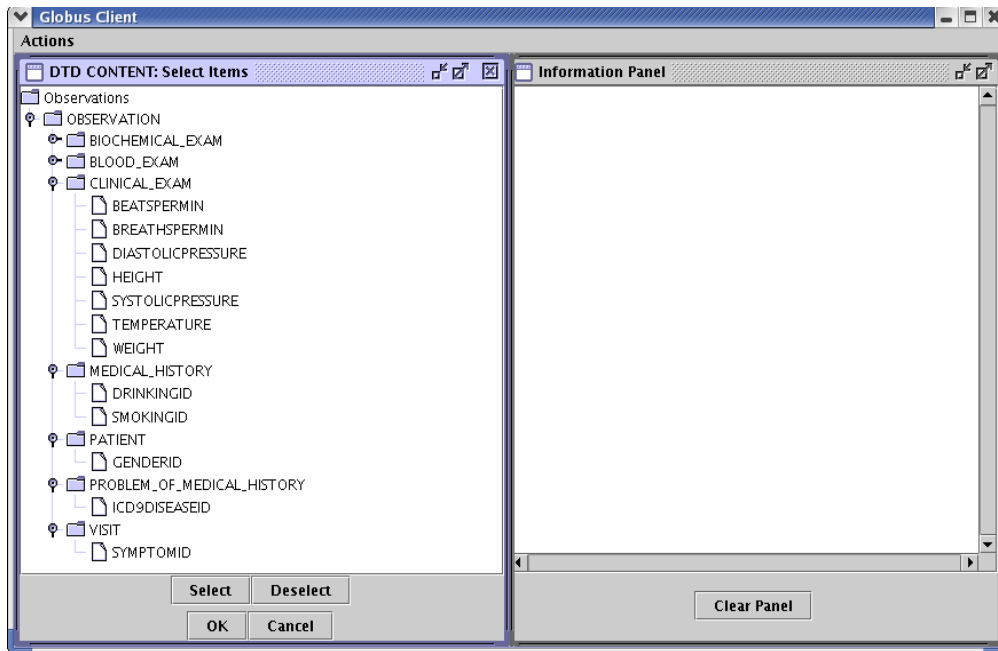 Globus Client
Actions
DTD CONTENT: Select Items
Observations
OBSERVATION
BIOCHEMICAL_EXAM
BLOOD_EXAM
CLINICAL_EXAM
BEATSPERMIN
BREATHSPERMIN
DIASTOLICPRESSURE
HEIGHT
SYSTOLICPRESSURE
TEMPERATURE
WEIGHT
MEDICAL_HISTORY
DRINKINGID
SMOKINGID
PATIENT
GENDERID
PROBLEM_OF_MEDICAL_HISTORY
ICD9DISEASEID
VISIT
SYMPTOMID
Select Deselect
OK Cancel
Information Panel
Clear Panel